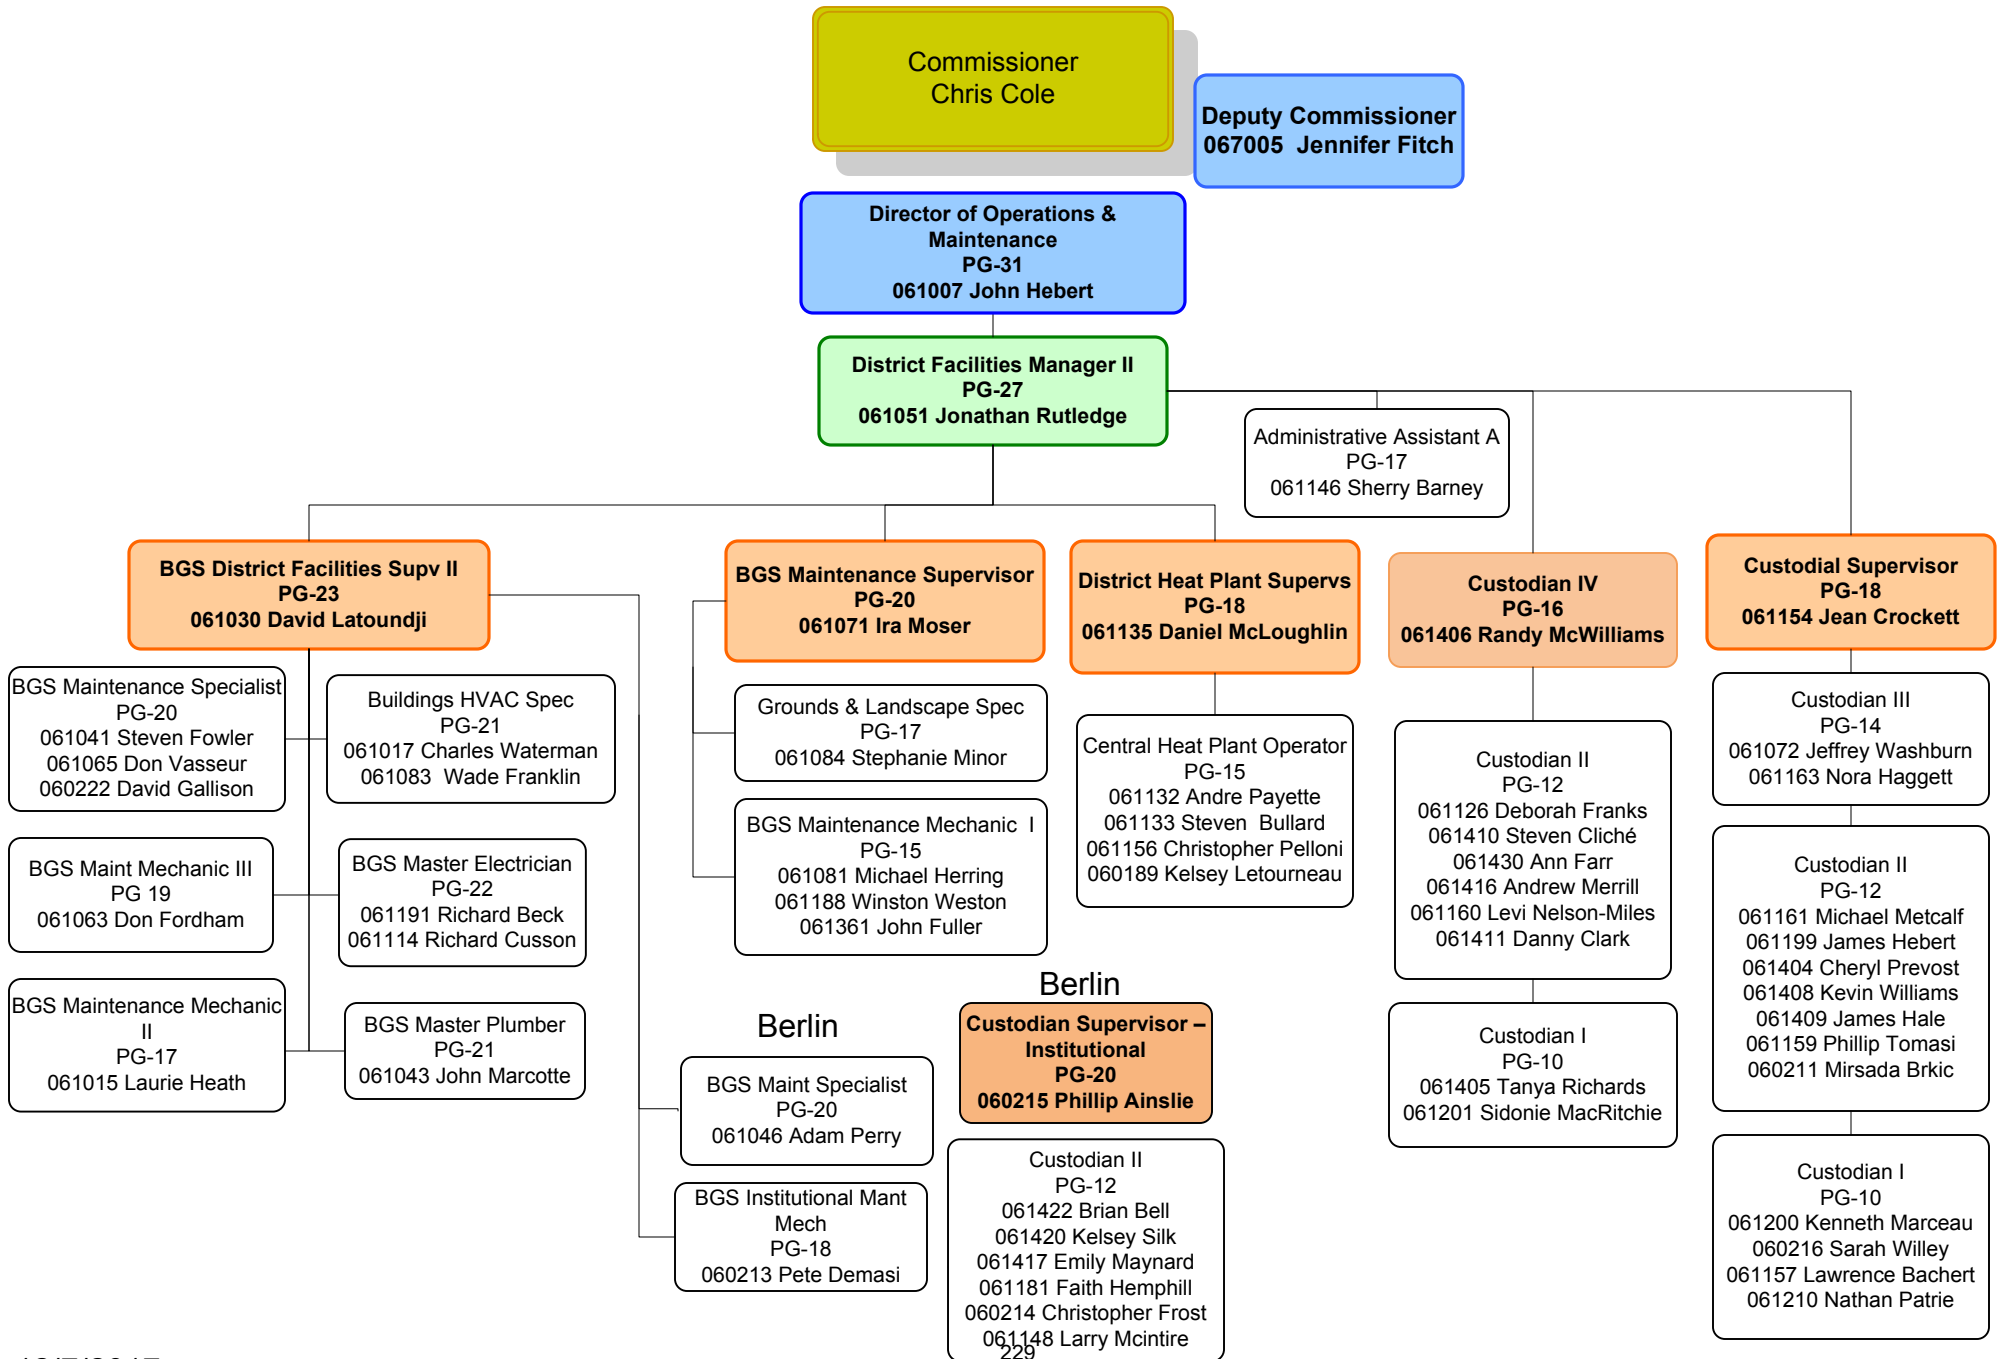 Commissioner
Chris Cole
Deputy Commissioner
067005  Jennifer Fitch
Director of Operations &
Maintenance
PG-31
061007 John Hebert
District Facilities Manager II
PG-27
061051 Jonathan Rutledge
Administrative Assistant A
PG-17
061146 Sherry Barney
BGS District Facilities Supv II
PG-23
061030 David Latoundji
BGS Maintenance Supervisor
PG-20
061071 Ira Moser
District Heat Plant Supervs
PG-18
061135 Daniel McLoughlin
Custodian IV
PG-16
061406 Randy McWilliams
Custodial Supervisor
PG-18
061154 Jean Crockett
BGS Maintenance Specialist
PG-20
061041 Steven Fowler
061065 Don Vasseur
060222 David Gallison
Buildings HVAC Spec
PG-21
061017 Charles Waterman
061083  Wade Franklin
BGS Maint Mechanic III
PG 19
061063 Don Fordham
BGS Master Electrician
PG-22
061191 Richard Beck
061114 Richard Cusson
BGS Maintenance Mechanic
II
PG-17
061015 Laurie Heath
BGS Master Plumber
PG-21
061043 John Marcotte
Grounds & Landscape Spec
PG-17
061084 Stephanie Minor
BGS Maintenance Mechanic  I
PG-15
061081 Michael Herring
061188 Winston Weston
061361 John Fuller
Central Heat Plant Operator
PG-15
061132 Andre Payette
061133 Steven  Bullard
061156 Christopher Pelloni
060189 Kelsey Letourneau
Custodian II
PG-12
061126 Deborah Franks
061410 Steven Cliché
061430 Ann Farr
061416 Andrew Merrill
061160 Levi Nelson-Miles
061411 Danny Clark
Custodian I
PG-10
061405 Tanya Richards
061201 Sidonie MacRitchie
Custodian III
PG-14
061072 Jeffrey Washburn
061163 Nora Haggett
Custodian II
PG-12
061161 Michael Metcalf
061199 James Hebert
061404 Cheryl Prevost
061408 Kevin Williams
061409 James Hale
061159 Phillip Tomasi
060211 Mirsada Brkic
Custodian I
PG-10
061200 Kenneth Marceau
060216 Sarah Willey
061157 Lawrence Bachert
061210 Nathan Patrie
Berlin
BGS Maint Specialist
PG-20
061046 Adam Perry
BGS Institutional Mant
Mech
PG-18
060213 Pete Demasi
Berlin
Custodian Supervisor –
Institutional
PG-20
060215 Phillip Ainslie
Custodian II
PG-12
061422 Brian Bell
061420 Kelsey Silk
061417 Emily Maynard
061181 Faith Hemphill
060214 Christopher Frost
061148 Larry Mcintire
229